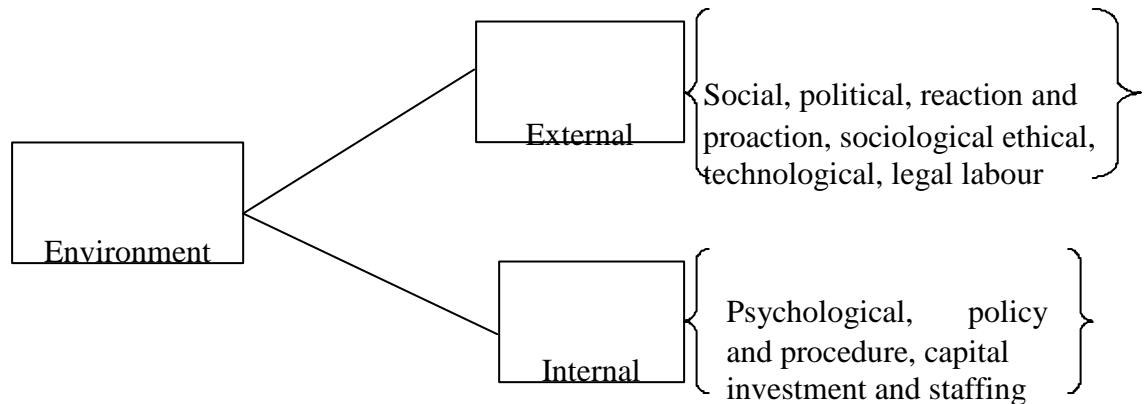 Environment
External
Social, political, reaction and
proaction, sociological ethical,
technological, legal labour
Internal
Psychological, policy
and procedure, capital
investment and staffing